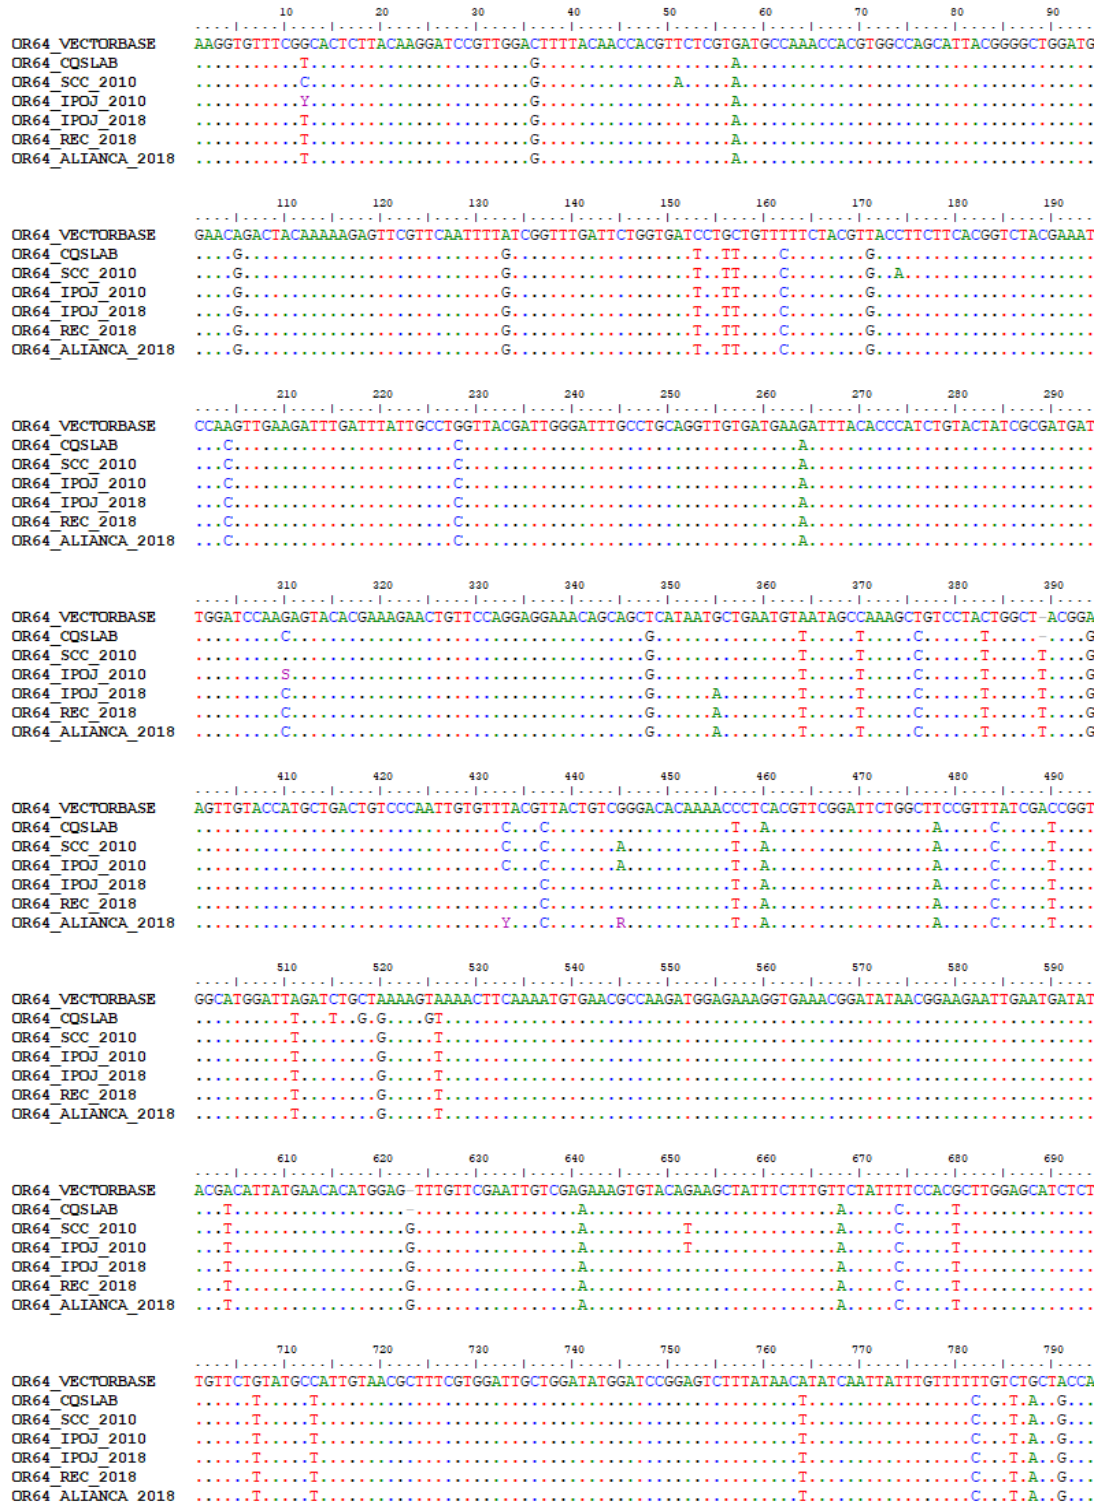 10 20 30 40 50 60 70 80 90
....|....|....|....|....|....|....|....|....|....|....|....|....|....|....|....|....|....|....
OR64_VECTORBASE AAGGTGTTTCGGCACTCTTACAAGGATCCGTTGGACTTTTACAACCACGTTCTCGTGATGCCAAACCACGTGGCCAGCATTACGGGGCTGGATG
OR64_CQSLAB ...........T.......................G....................A.....................................
OR64_SCC_2010 ...........C.......................G..............A.....A.....................................
OR64_IPOJ_2010 ...........Y.......................G....................A.....................................
OR64_IPOJ_2018 ...........T.......................G....................A.....................................
OR64_REC_2018 ...........T.......................G....................A.....................................
OR64_ALIANCA_2018 ...........T.......................G....................A.....................................
110 120 130 140 150 160 170 180 190
....|....|....|....|....|....|....|....|....|....|....|....|....|....|....|....|....|....|....
OR64_VECTORBASE GAACAGACTACAAAAAGAGTTCGTTCAATTTTATCGGTTTGATTCTGGTGATCCTGCTGTTTTTCTACGTTACCTTCTTCACGGTCTACGAAAT
OR64_CQSLAB ....G...........................G...................T..TT....C........G.......................
OR64_SCC_2010 ....G...........................G...................T..TT....C........G..A....................
OR64_IPOJ_2010 ....G...........................G...................T..TT....C........G.......................
OR64_IPOJ_2018 ....G...........................G...................T..TT....C........G.......................
OR64_REC_2018 ....G...........................G...................T..TT....C........G.......................
OR64_ALIANCA_2018 ....G...........................G...................T..TT....C........G.......................
210 220 230 240 250 260 270 280 290
....|....|....|....|....|....|....|....|....|....|....|....|....|....|....|....|....|....|....
OR64_VECTORBASE CCAAGTTGAAGATTTGATTTATTGCCTGGTTACGATTGGGATTTGCCTGCAGGTTGTGATGAAGATTTACACCCATCTGTACTATCGCGATGAT
OR64_CQSLAB ...C.......................C...................................A..............................
OR64_SCC_2010 ...C.......................C...................................A..............................
OR64_IPOJ_2010 ...C.......................C...................................A..............................
OR64_IPOJ_2018 ...C.......................C...................................A..............................
OR64_REC_2018 ...C.......................C...................................A..............................
OR64_ALIANCA_2018 ...C.......................C...................................A..............................
310 320 330 340 350 360 370 380 390
....|....|....|....|....|....|....|....|....|....|....|....|....|....|....|....|....|....|....
OR64_VECTORBASE TGGATCCAAGAGTACACGAAAGAACTGTTCCAGGAGGAAACAGCAGCTCATAATGCTGAATGTAATAGCCAAAGCTGTCCTACTGGCT-ACGGA
OR64_CQSLAB .........C.....................................G...............T.....T.....C......T.....-....G
OR64_SCC_2010 ...............................................G...............T.....T.....C......T.....T....G
OR64_IPOJ_2010 .........S.....................................G...............T.....T.....C......T.....T....G
OR64_IPOJ_2018 .........C.....................................G......A........T.....T.....C......T.....T....G
OR64_REC_2018 .........C.....................................G......A........T.....T.....C......T.....T....G
OR64_ALIANCA_2018 .........C.....................................G......A........T.....T.....C......T.....T....G
410 420 430 440 450 460 470 480 490
....|....|....|....|....|....|....|....|....|....|....|....|....|....|....|....|....|....|....
OR64_VECTORBASE AGTTGTACCATGCTGACTGTCCCAATTGTGTTTACGTTACTGTCGGGACACAAAACCCTCACGTTCGGATTCTGGCTTCCGTTTATCGACCGGT
OR64_CQSLAB ................................C...C...................T..A.................A.....C.....T....
OR64_SCC_2010 ................................C...C.......A...........T..A.................A.....C.....T....
OR64_IPOJ_2010 ................................C...C.......A...........T..A.................A.....C.....T....
OR64_IPOJ_2018 ....................................C...................T..A.................A.....C.....T....
OR64_REC_2018 ....................................C...................T..A.................A.....C.....T....
OR64_ALIANCA_2018 ................................Y...C.......R...........T..A.................A.....C.....T....
510 520 530 540 550 560 570 580 590
....|....|....|....|....|....|....|....|....|....|....|....|....|....|....|....|....|....|....
OR64_VECTORBASE GGCATGGATTAGATCTGCTAAAAGTAAAACTTCAAAATGTGAACGCCAAGATGGAGAAAGGTGAAACGGATATAACGGAAGAATTGAATGATAT
OR64_CQSLAB ..........T...T..G.G....GT....................................................................
OR64_SCC_2010 ..........T........G.....T....................................................................
OR64_IPOJ_2010 ..........T........G.....T....................................................................
OR64_IPOJ_2018 ..........T........G.....T....................................................................
OR64_REC_2018 ..........T........G.....T....................................................................
OR64_ALIANCA_2018 ..........T........G.....T....................................................................
610 620 630 640 650 660 670 680 690
....|....|....|....|....|....|....|....|....|....|....|....|....|....|....|....|....|....|....
OR64_VECTORBASE ACGACATTATGAACACATGGAG-TTTGTTCGAATTGTCGAGAAAGTGTACAGAAGCTATTTCTTTGTTCTATTTTCCACGCTTGGAGCATCTCT
OR64_CQSLAB ...T..................-.................A..........................A.....C.....T..............
OR64_SCC_2010 ...T..................G.................A..........T...............A.....C.....T..............
OR64_IPOJ_2010 ...T..................G.................A..........T...............A.....C.....T..............
OR64_IPOJ_2018 ...T..................G.................A..........................A.....C.....T..............
OR64_REC_2018 ...T..................G.................A..........................A.....C.....T..............
OR64_ALIANCA_2018 ...T..................G.................A..........................A.....C.....T..............
710 720 730 740 750 760 770 780 790
....|....|....|....|....|....|....|....|....|....|....|....|....|....|....|....|....|....|....
OR64_VECTORBASE TGTTCTGTATGCCATTGTAACGCTTTCGTGGATTGCTGGATATGGATCCGGAGTCTTTATAACATATCAATTATTTGTTTTTTGTCTGCTACCA
OR64_CQSLAB ......T.....T..................................................T.................C...T.A..G...
OR64_SCC_2010 ......T.....T..................................................T.................C...T.A..G...
OR64_IPOJ_2010 ......T.....T..................................................T.................C...T.A..G...
OR64_IPOJ_2018 ......T.....T..................................................T.................C...T.A..G...
OR64_REC_2018 ......T.....T..................................................T.................C...T.A..G...
OR64_ALIANCA_2018 ......T.....T..................................................T.................C...T.A..G...